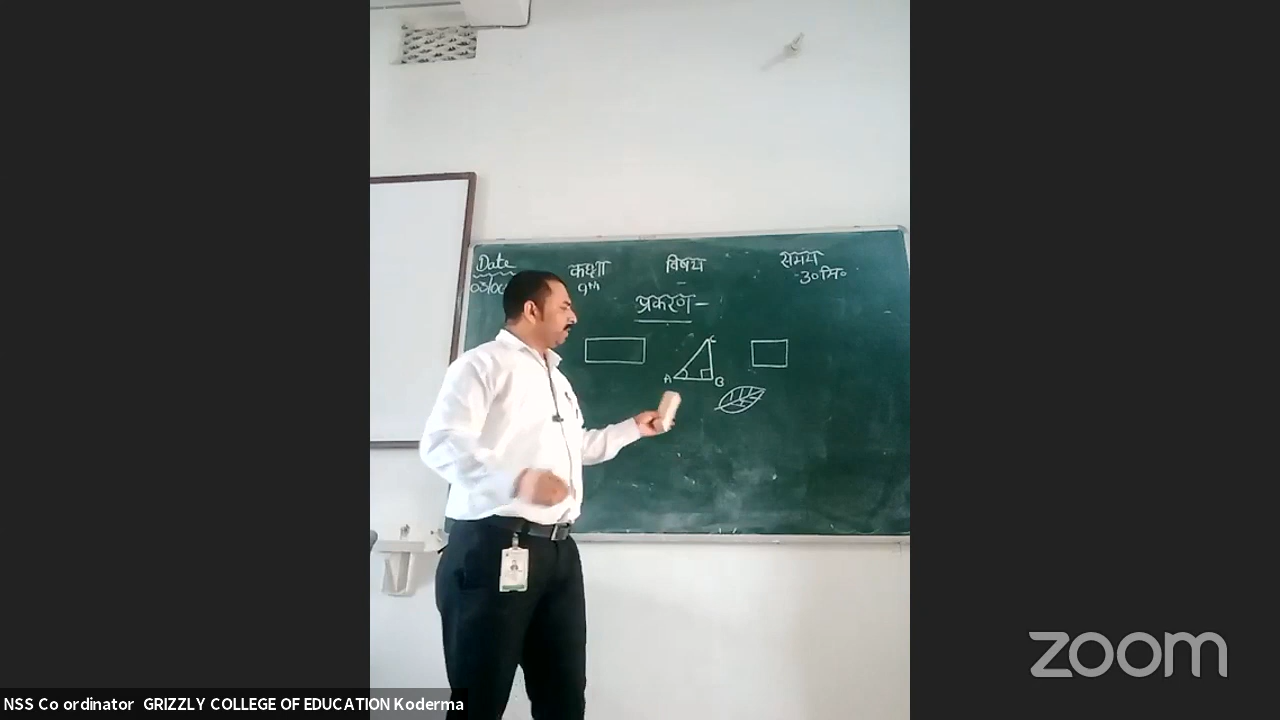 Date कक्षा विषय समय
9th 30 मि०
प्रकरण-
C
A B
zoom
NSS Co ordinator GRIZZLY COLLEGE OF EDUCATION Koderma